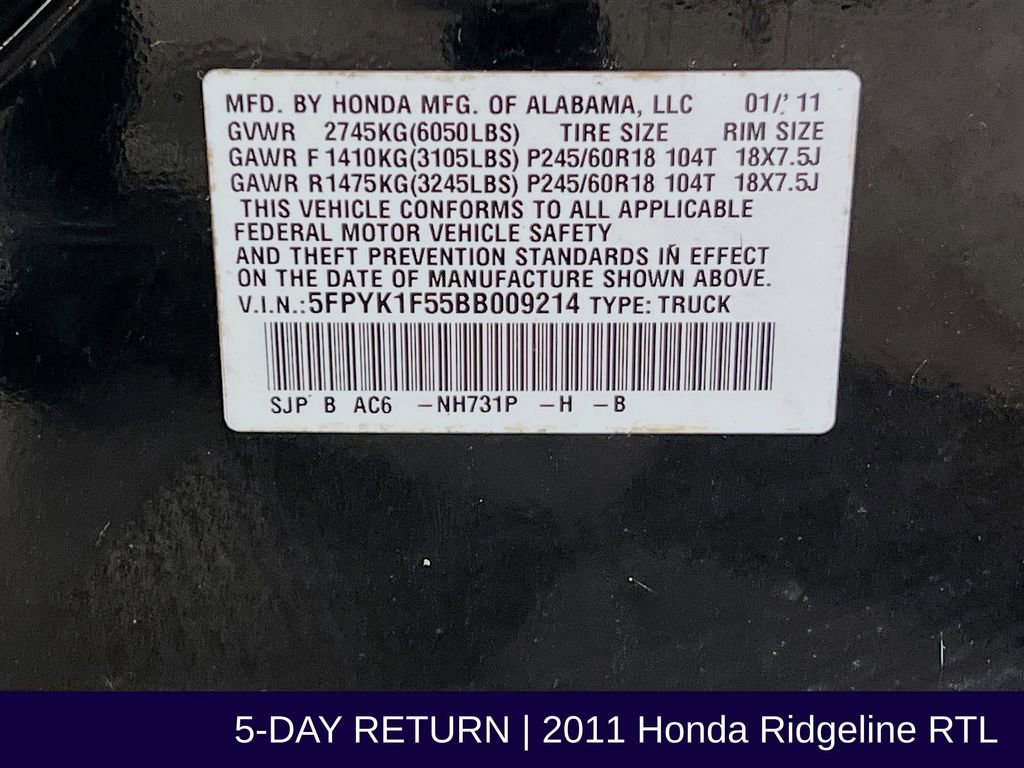 MFD. BY HONDA MFG. OF ALABAMA, LLC 01/'11
GVWR 2745KG(6050LBS) TIRE SIZE RIM SIZE
GAWR F 1410KG(3105LBS) P245/60R18 104T 18X7.5J
GAWR R1475KG(3245LBS) P245/60R18 104T 18X7.5J
THIS VEHICLE CONFORMS TO ALL APPLICABLE
FEDERAL MOTOR VEHICLE SAFETY
AND THEFT PREVENTION STANDARDS IN EFFECT
ON THE DATE OF MANUFACTURE SHOWN ABOVE.
V.I.N.:5FPYK1F55BB009214 TYPE: TRUCK
SJP B AC6 -NH731P -H -B
5-DAY RETURN | 2011 Honda Ridgeline RTL